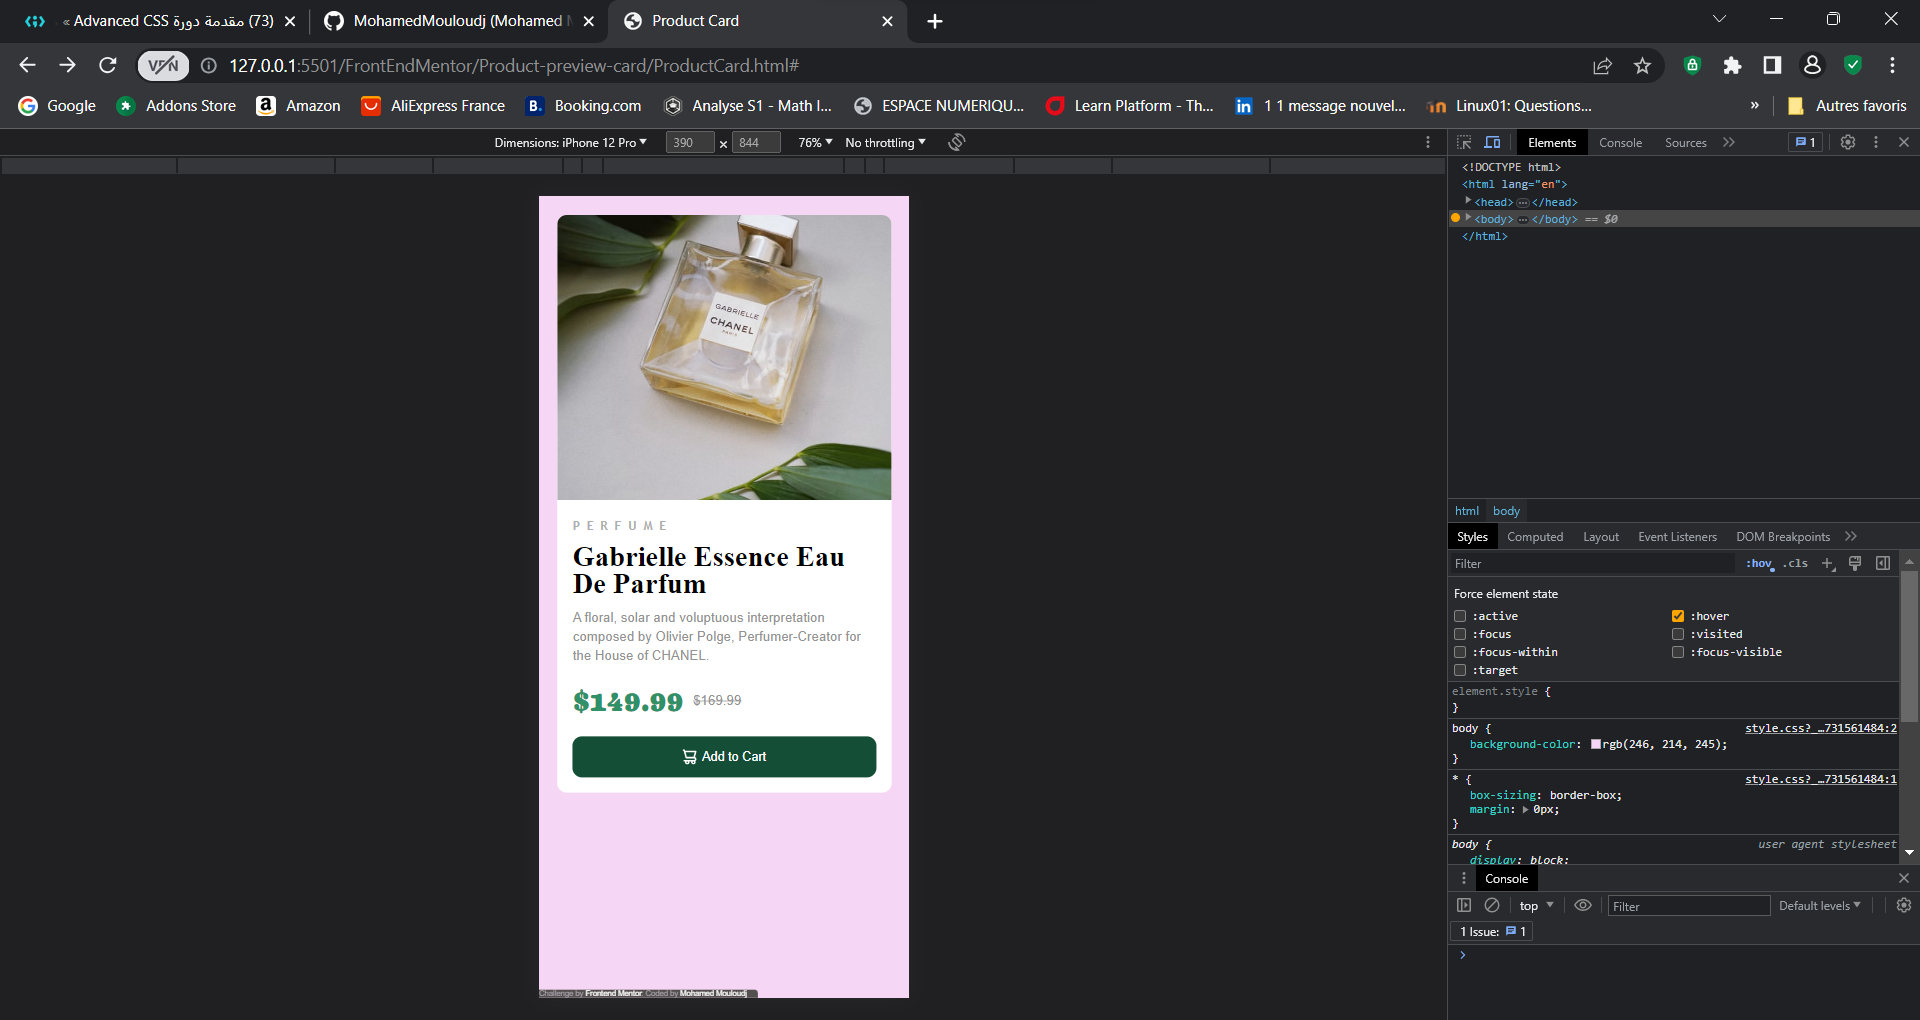 « Advanced CSS مقدمة دورة (73)
MohamedMouloudj (Mohamed
Product Card
VPN
127.0.0.1:5501/FrontEndMentor/Product-preview-card/ProductCard.html#
Google
Addons Store
Amazon
AliExpress France
Booking.com
Analyse S1 - Math I...
ESPACE NUMERIQU...
Learn Platform - Th...
1 1 message nouvel...
Linux01: Questions...
»
Autres favoris
Dimensions: iPhone 12 Pro
390 × 844
76%
No throttling
Elements
Console
Sources
1
<!DOCTYPE html>
<html lang="en">
<head>…</head>
<body>…</body> == $0
</html>
GABRIELLE
CHANEL
PARIS
PERFUME
Gabrielle Essence Eau
De Parfum
A floral, solar and voluptuous interpretation
composed by Olivier Polge, Perfumer-Creator for
the House of CHANEL.
$149.99 $169.99
Add to Cart
Challenge by Frontend Mentor. Coded by Mohamed Mouloudj
html body
Styles
Computed
Layout
Event Listeners
DOM Breakpoints
Filter
:hov .cls
Force element state
:active :hover
:focus :visited
:focus-within :focus-visible
:target
element.style {
}
body { style.css?_…731561484:2
background-color: rgb(246, 214, 245);
}
* { style.css?_…731561484:1
box-sizing: border-box;
margin: 0px;
}
body { user agent stylesheet
display: block;
Console
top
Filter
Default levels
1 Issue: 1